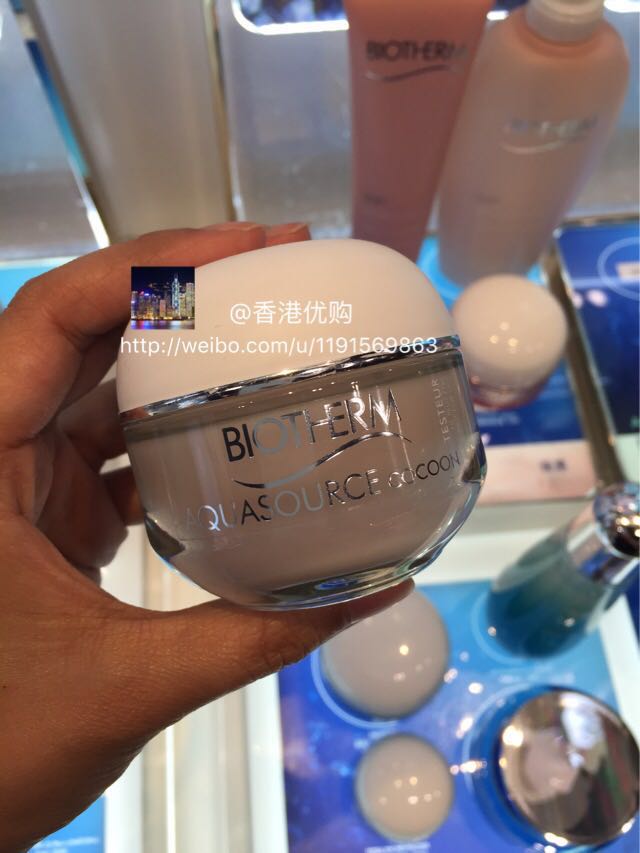 BIOTHERM
@香港优购
http://weibo.com/u/1191569863
BIOTHERM
AQUASOURCE COCOON
TESTEUR